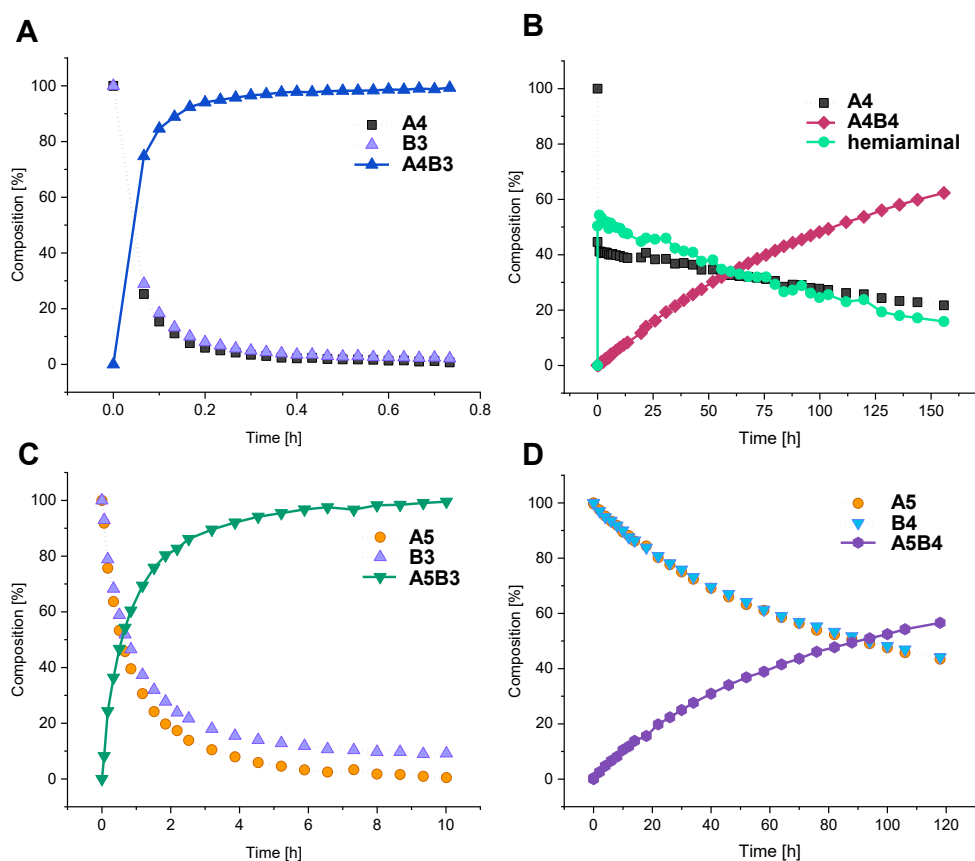 A
100
80
60
40
20
0
Composition [%]
0.0 0.2 0.4 0.6 0.8
Time [h]
A4
B3
A4B3
B
100
80
60
40
20
0
Composition [%]
0 25 50 75 100 125 150
Time [h]
A4
A4B4
hemiaminal
C
100
80
60
40
20
0
Composition [%]
0 2 4 6 8 10
Time [h]
A5
B3
A5B3
D
100
80
60
40
20
0
Composition [%]
0 20 40 60 80 100 120
Time [h]
A5
B4
A5B4